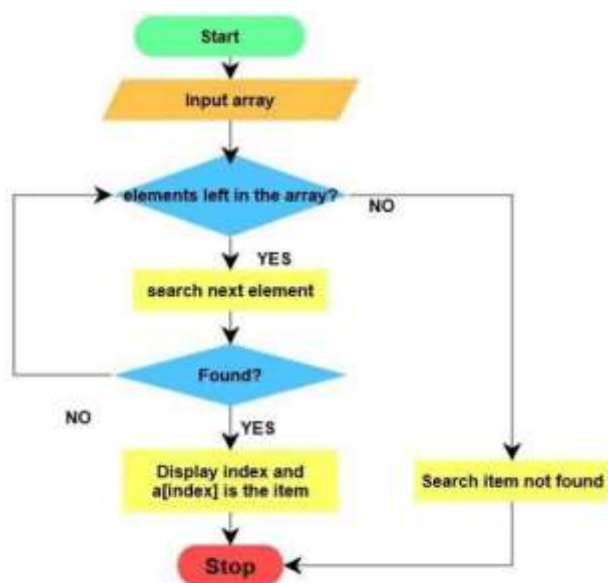 Start
Input array
elements left in the array?
NO
YES
search next element
Found?
NO
YES
Display index and
a[index] is the item
Search item not found
Stop